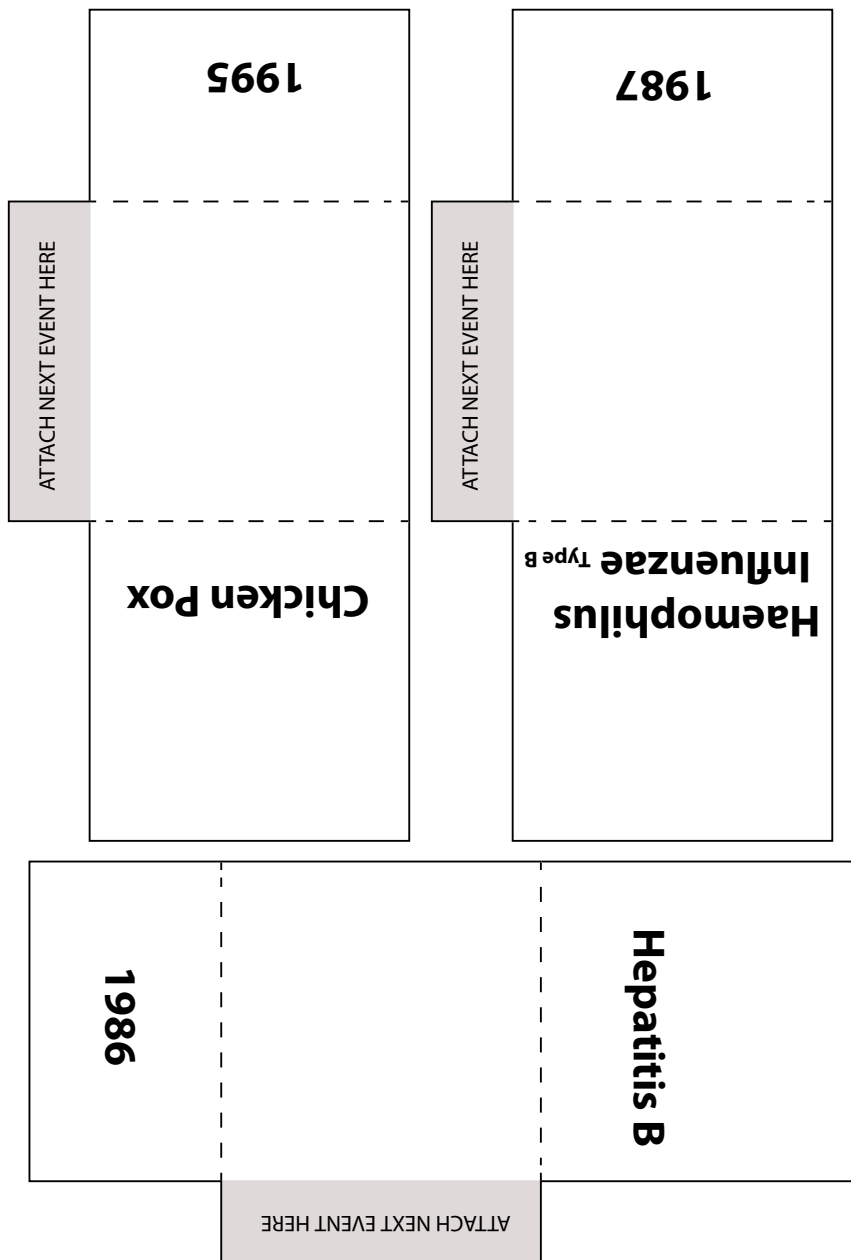 1995
ATTACH NEXT EVENT HERE
Chicken Pox
1987
ATTACH NEXT EVENT HERE
Haemophilus
Influenzae Type B
1986
Hepatitis B
ATTACH NEXT EVENT HERE